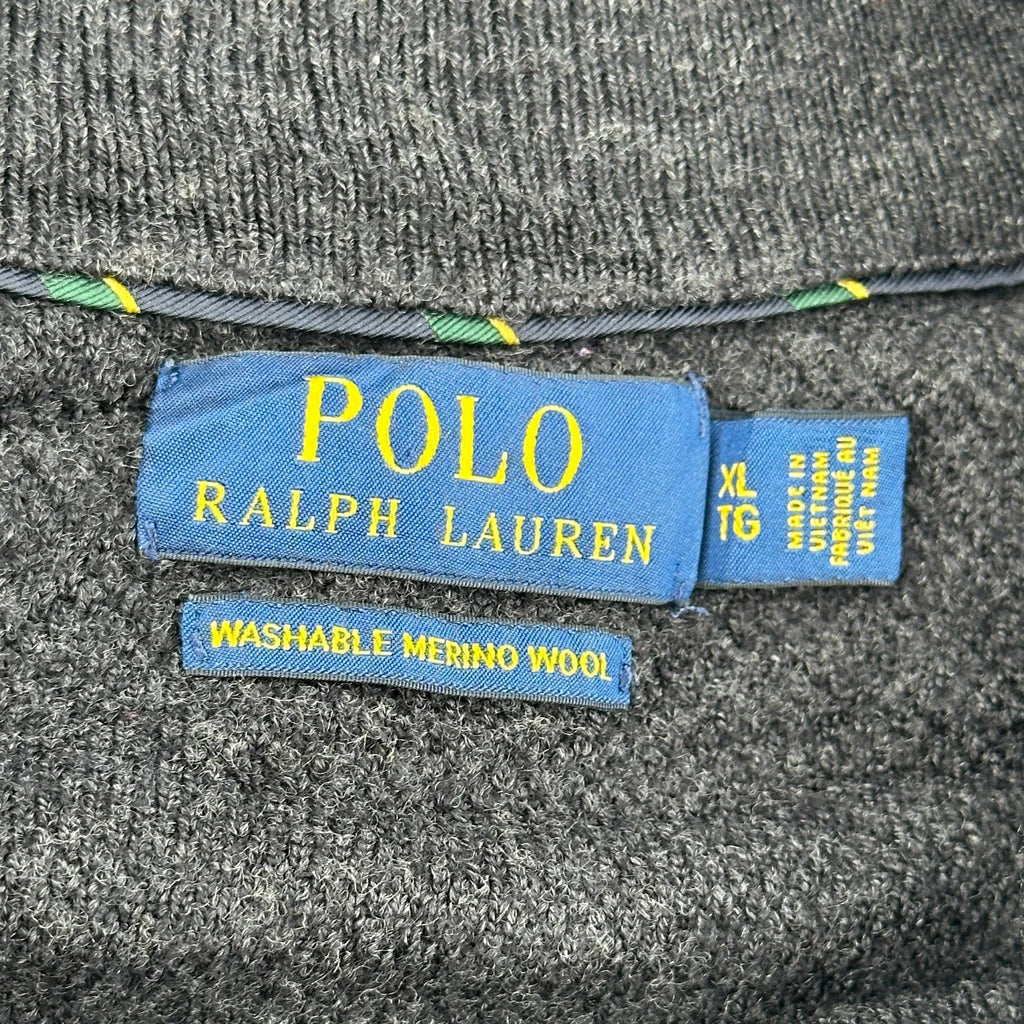 POLO
RALPH LAUREN
XL
TG
MADE IN
VIETNAM
FABRIQUÉ AU
VIÊT NAM
WASHABLE MERINO WOOL